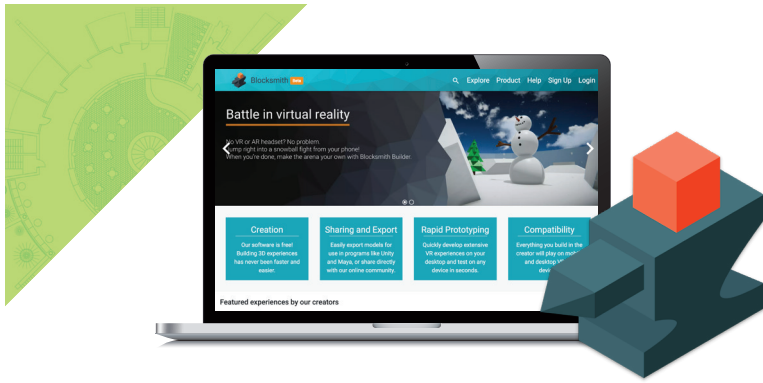 Blocksmith Beta
Explore Product Help Sign Up Login
Battle in virtual reality
No VR or AR headset? No problem.
Jump right into a snowball fight from your phone!
When you're done, make the arena your own with Blocksmith Builder.
Creation
Our software is free!
Building 3D experiences
has never been faster and
easier.
Sharing and Export
Easily export models for
use in programs like Unity
and Maya, or share directly
with our online community.
Rapid Prototyping
Quickly develop extensive
VR experiences on your
desktop and test on any
device in seconds.
Compatibility
Everything you build in the
creator will play on
and desktop
Featured experiences by our creators